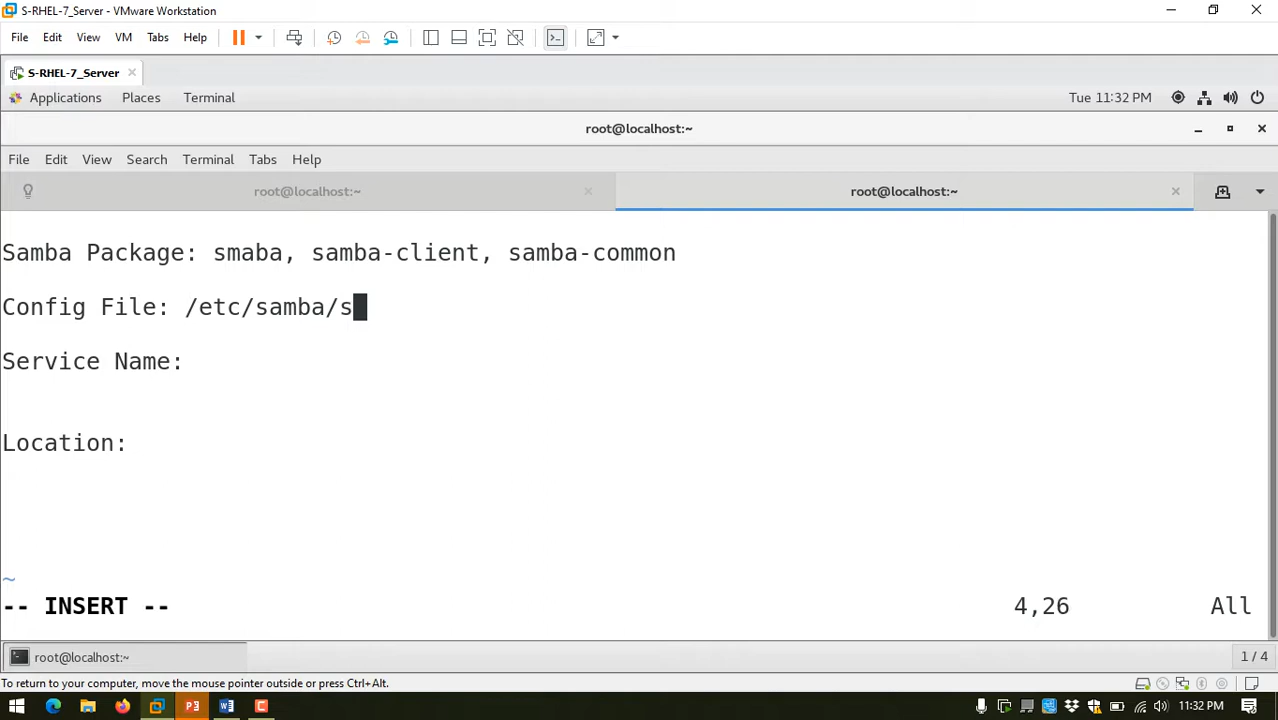 S-RHEL-7_Server - VMware Workstation
File Edit View VM Tabs Help
S-RHEL-7_Server
Applications Places Terminal Tue 11:32 PM
root@localhost:~
File Edit View Search Terminal Tabs Help
root@localhost:~ root@localhost:~
Samba Package: smaba, samba-client, samba-common
Config File: /etc/samba/s
Service Name:
Location:
~
-- INSERT -- 4,26 All
root@localhost:~ 1 / 4
To return to your computer, move the mouse pointer outside or press Ctrl+Alt.
11:32 PM